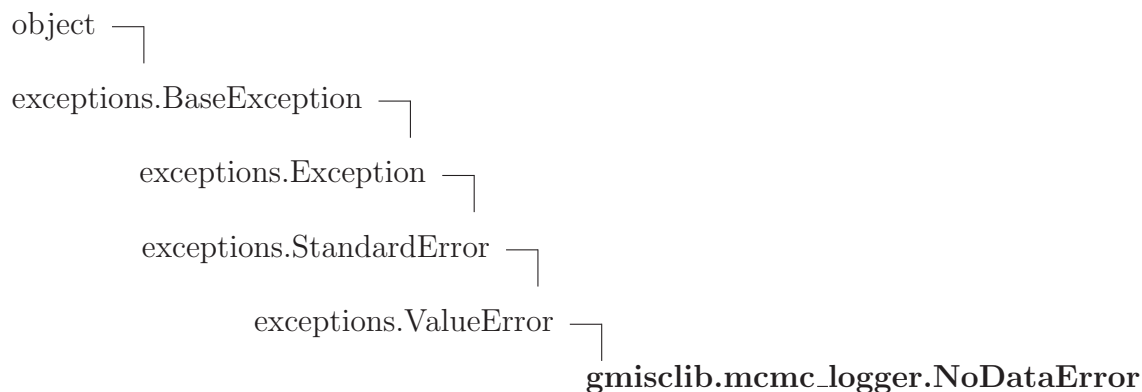 object
exceptions.BaseException
exceptions.Exception
exceptions.StandardError
exceptions.ValueError
gmisclib.mcmc_logger.NoDataError